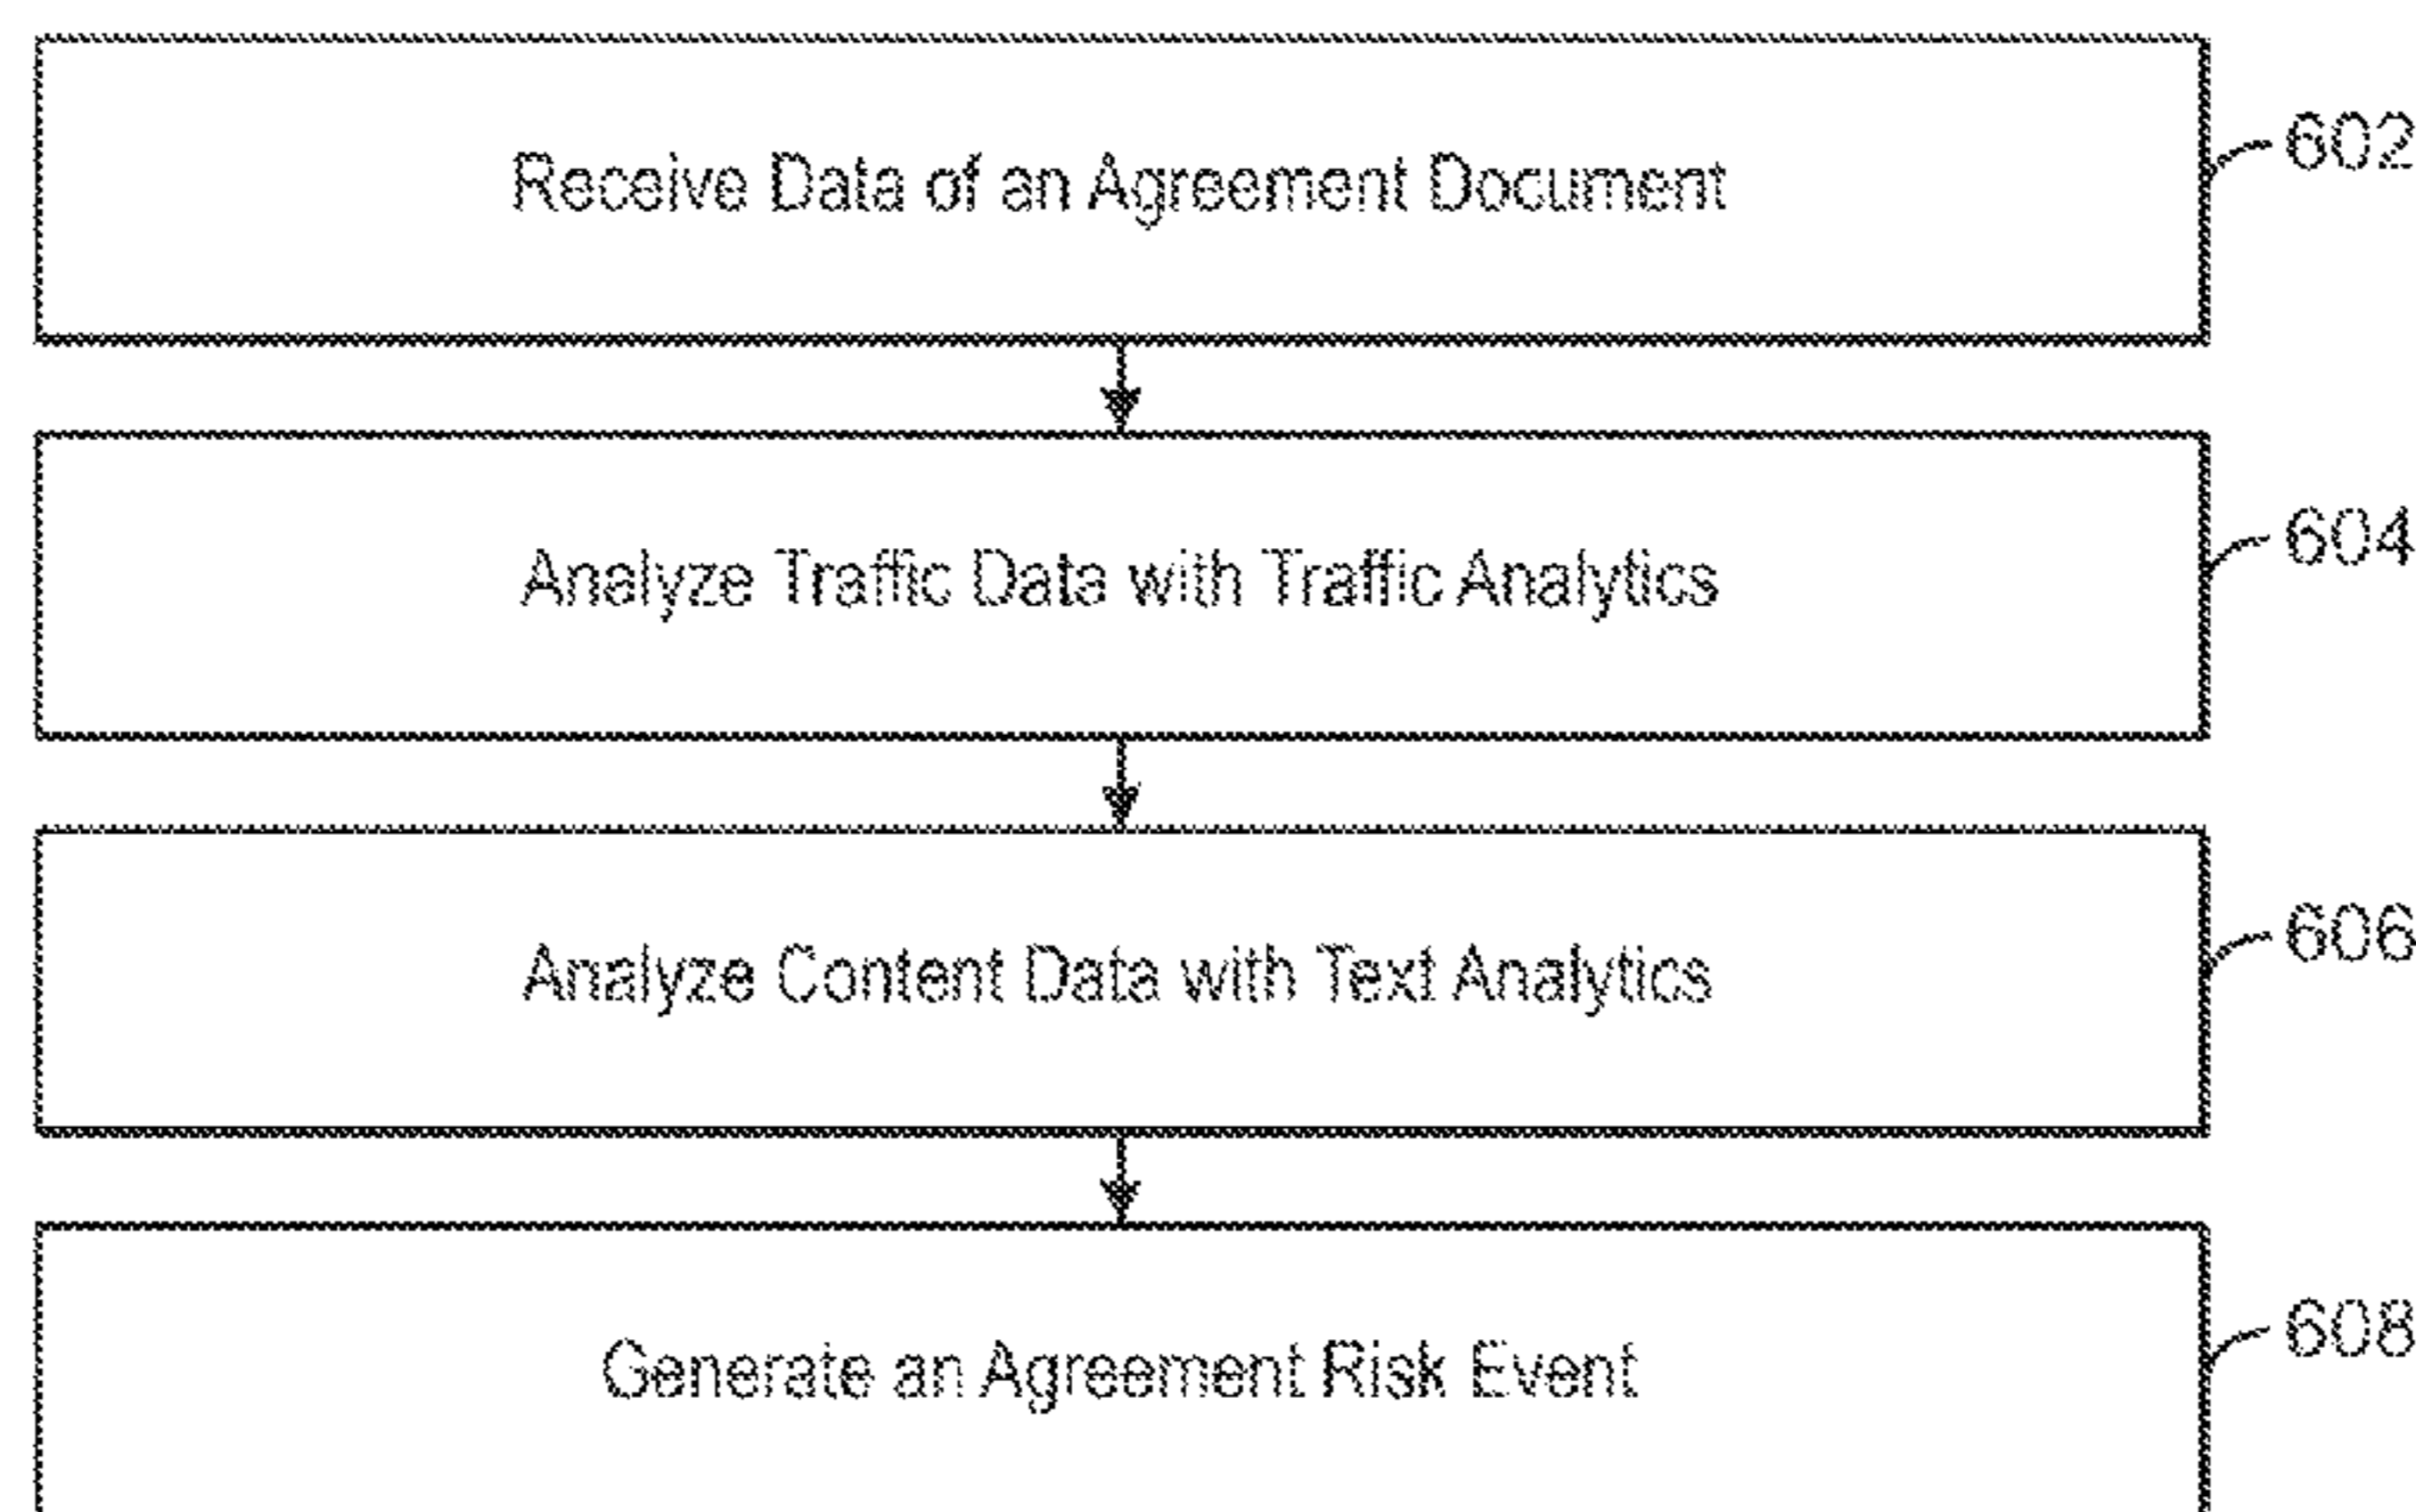 Receive Data of an Agreement Document
602
Analyze Traffic Data with Traffic Analytics
604
Analyze Content Data with Text Analytics
606
Generate an Agreement Risk Event
608